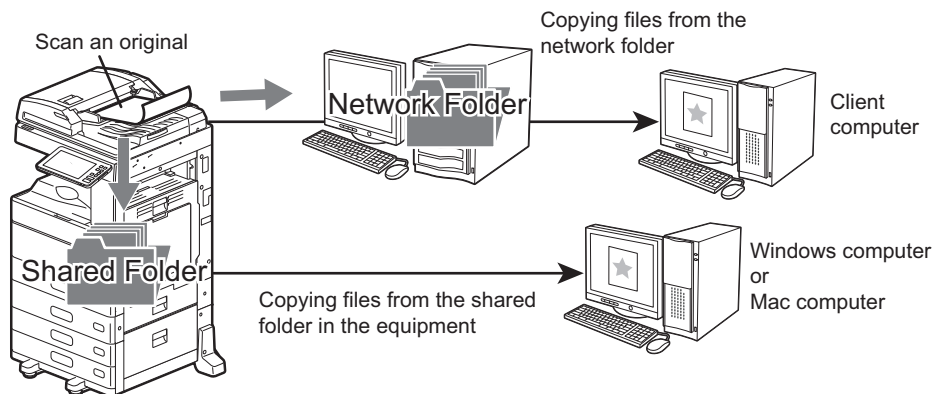 Scan an original
Copying files from the
network folder
Network Folder
Client
computer
Shared Folder
Copying files from the shared
folder in the equipment
Windows computer
or
Mac computer